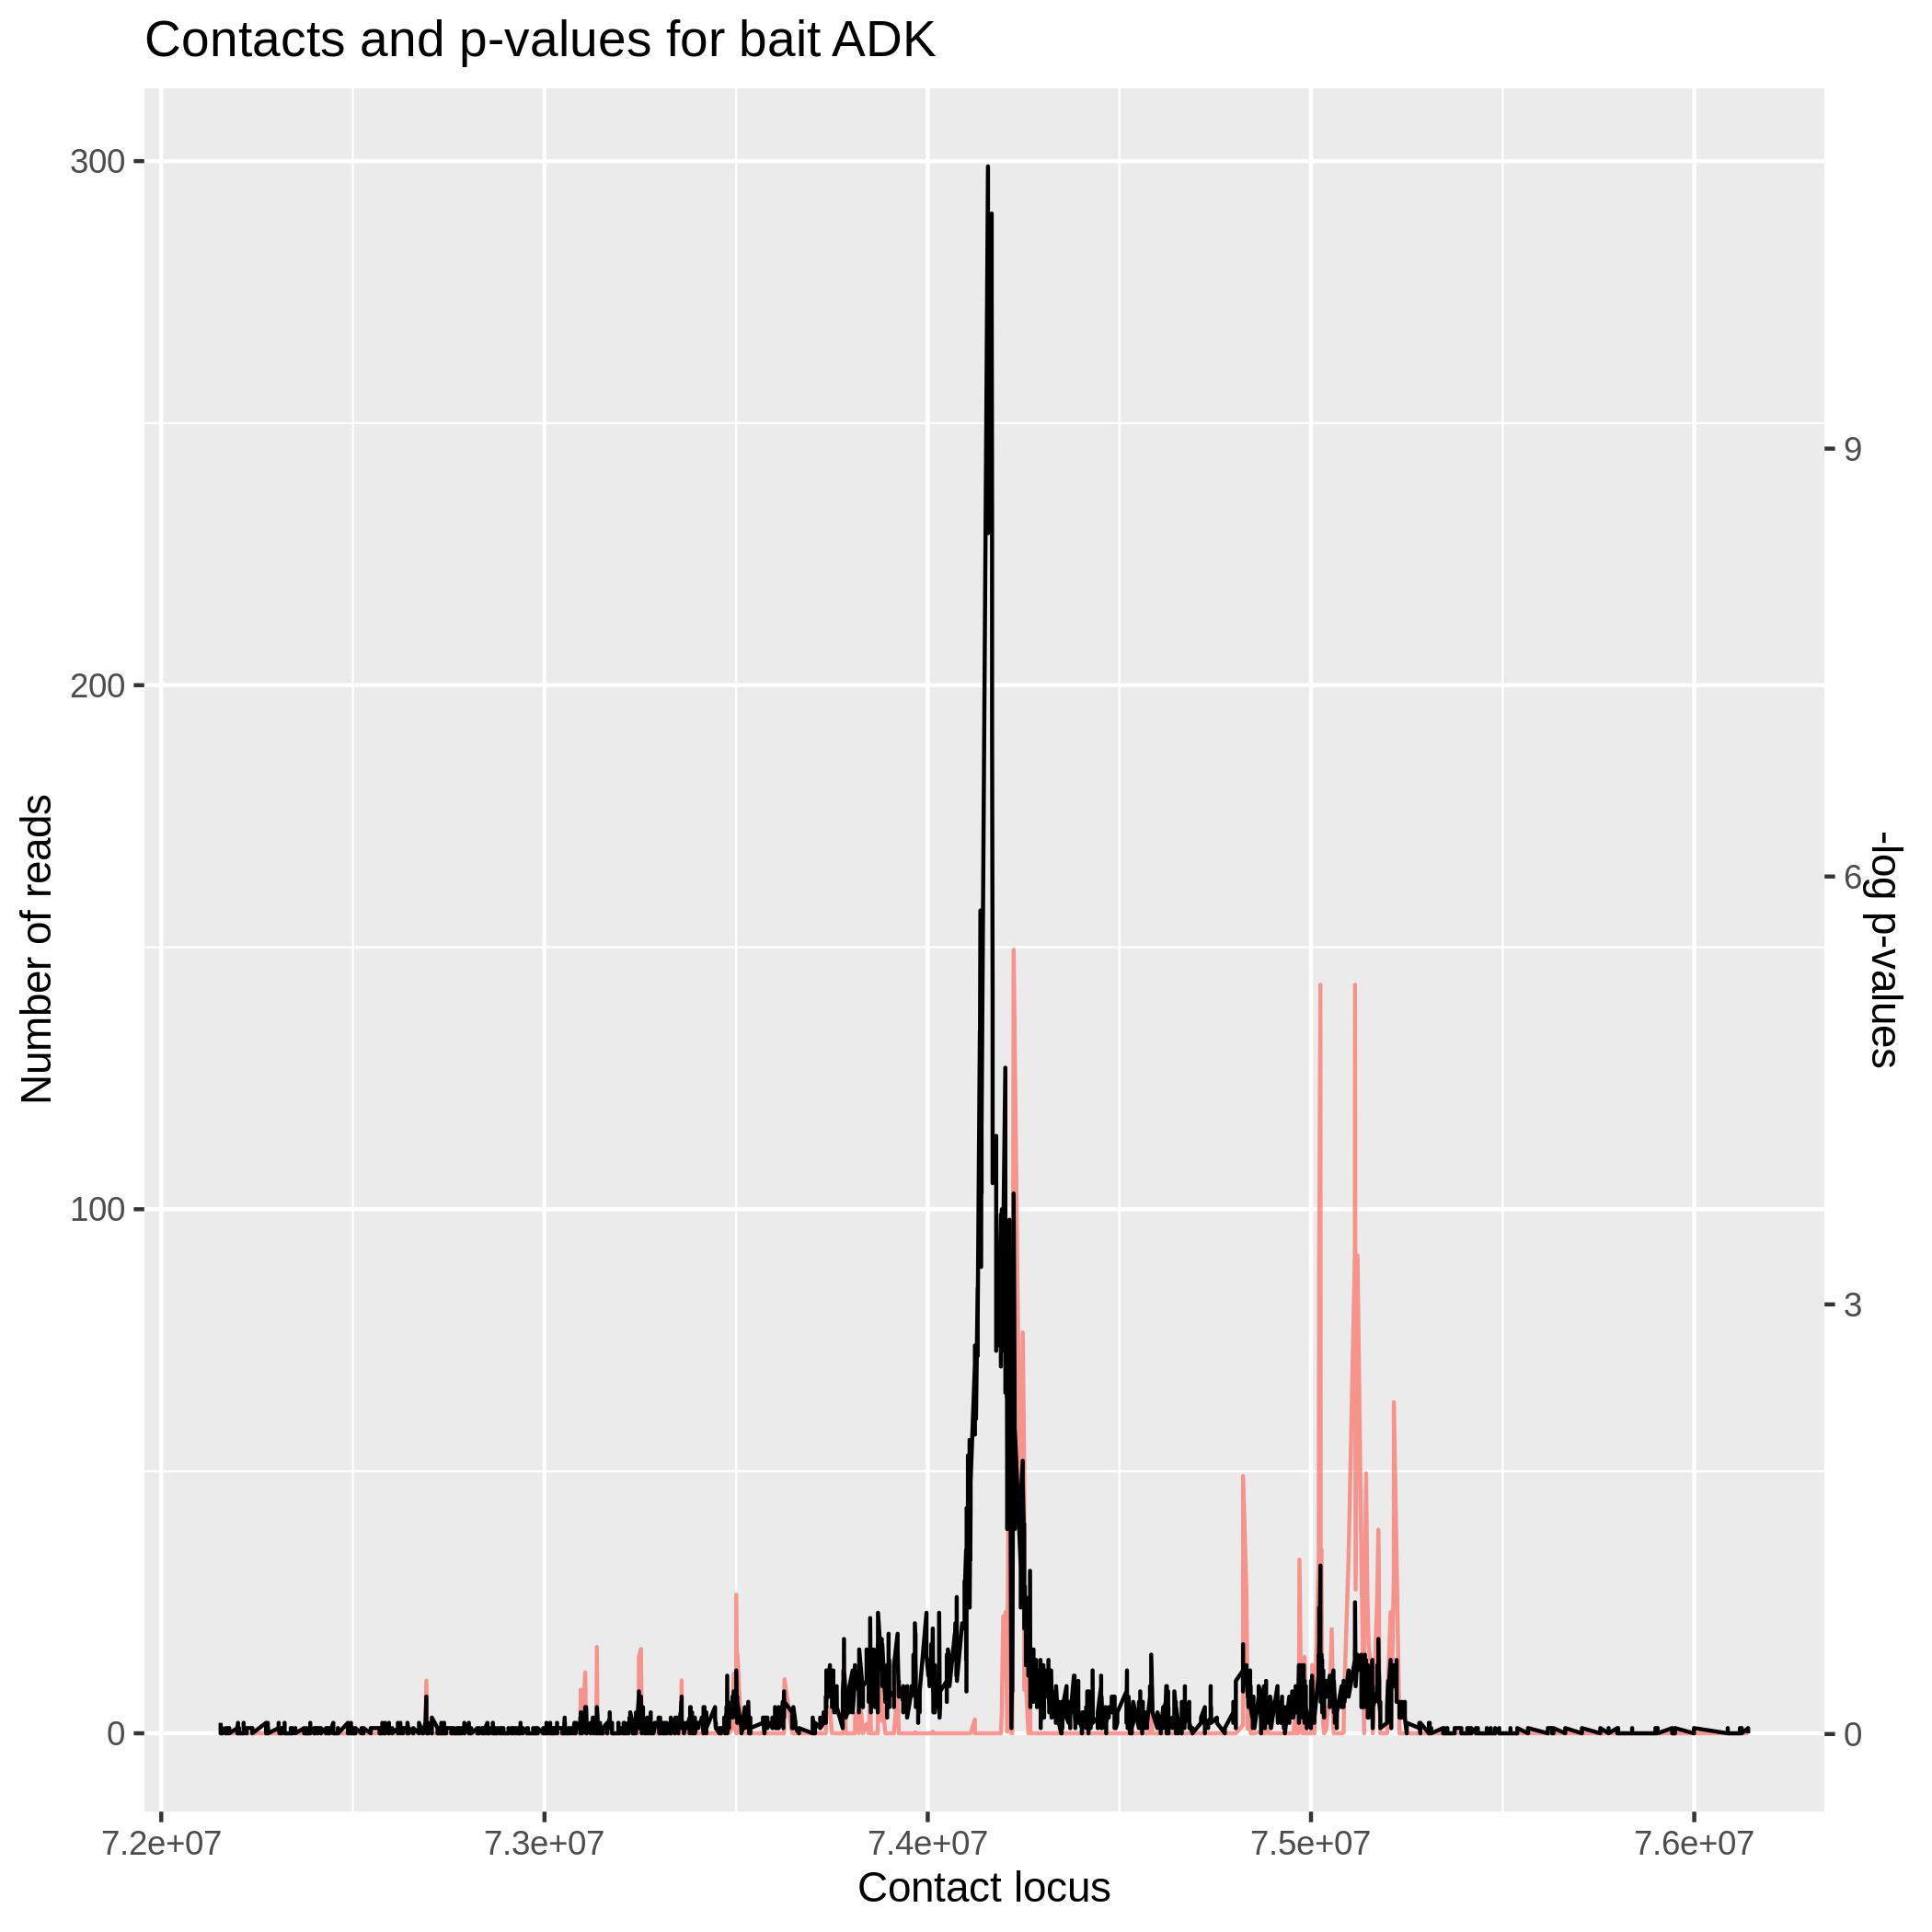 Contacts and p-values for bait ADK
300
200
100
0
Number of reads
9
6
3
0
-log p-values
7.2e+07 7.3e+07 7.4e+07 7.5e+07 7.6e+07
Contact locus